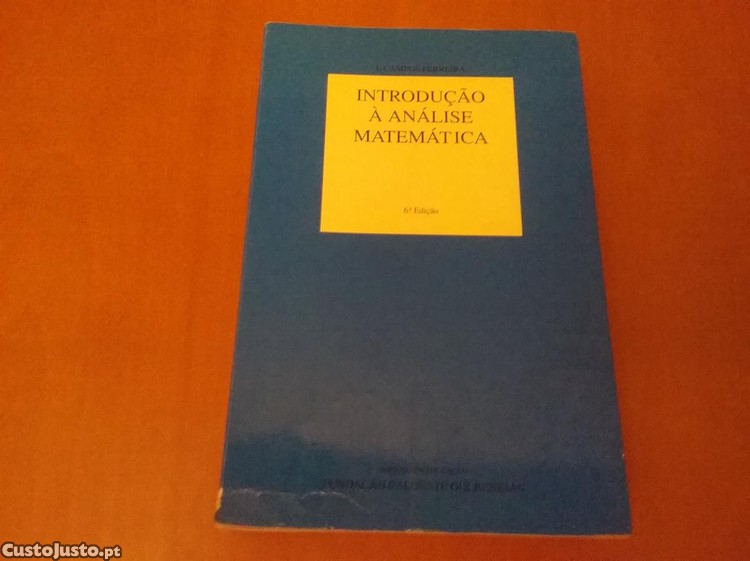 J. CAMPOS FERREIRA
INTRODUÇÃO
À ANÁLISE
MATEMÁTICA
6ª Edição
FUNDAÇÃO CALOUSTE GULBENKIAN
CustoJusto.pt